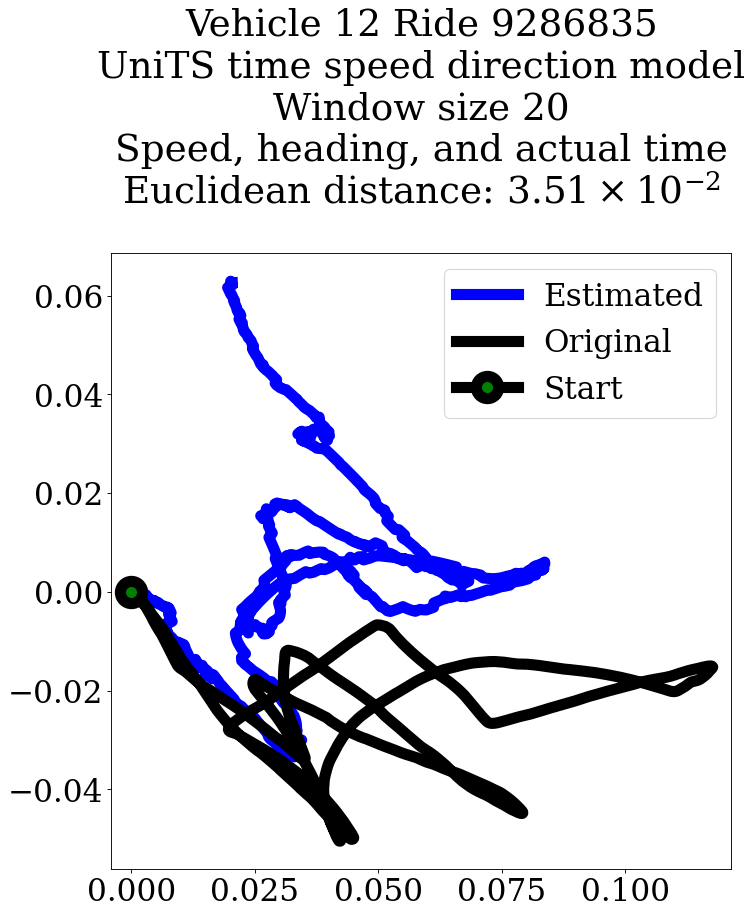 Vehicle 12 Ride 9286835
UniTS time speed direction model
Window size 20
Speed, heading, and actual time
Euclidean distance: 3.51 × 10⁻²
Estimated
Original
Start
0.06
0.04
0.02
0.00
−0.02
−0.04
0.000 0.025 0.050 0.075 0.100